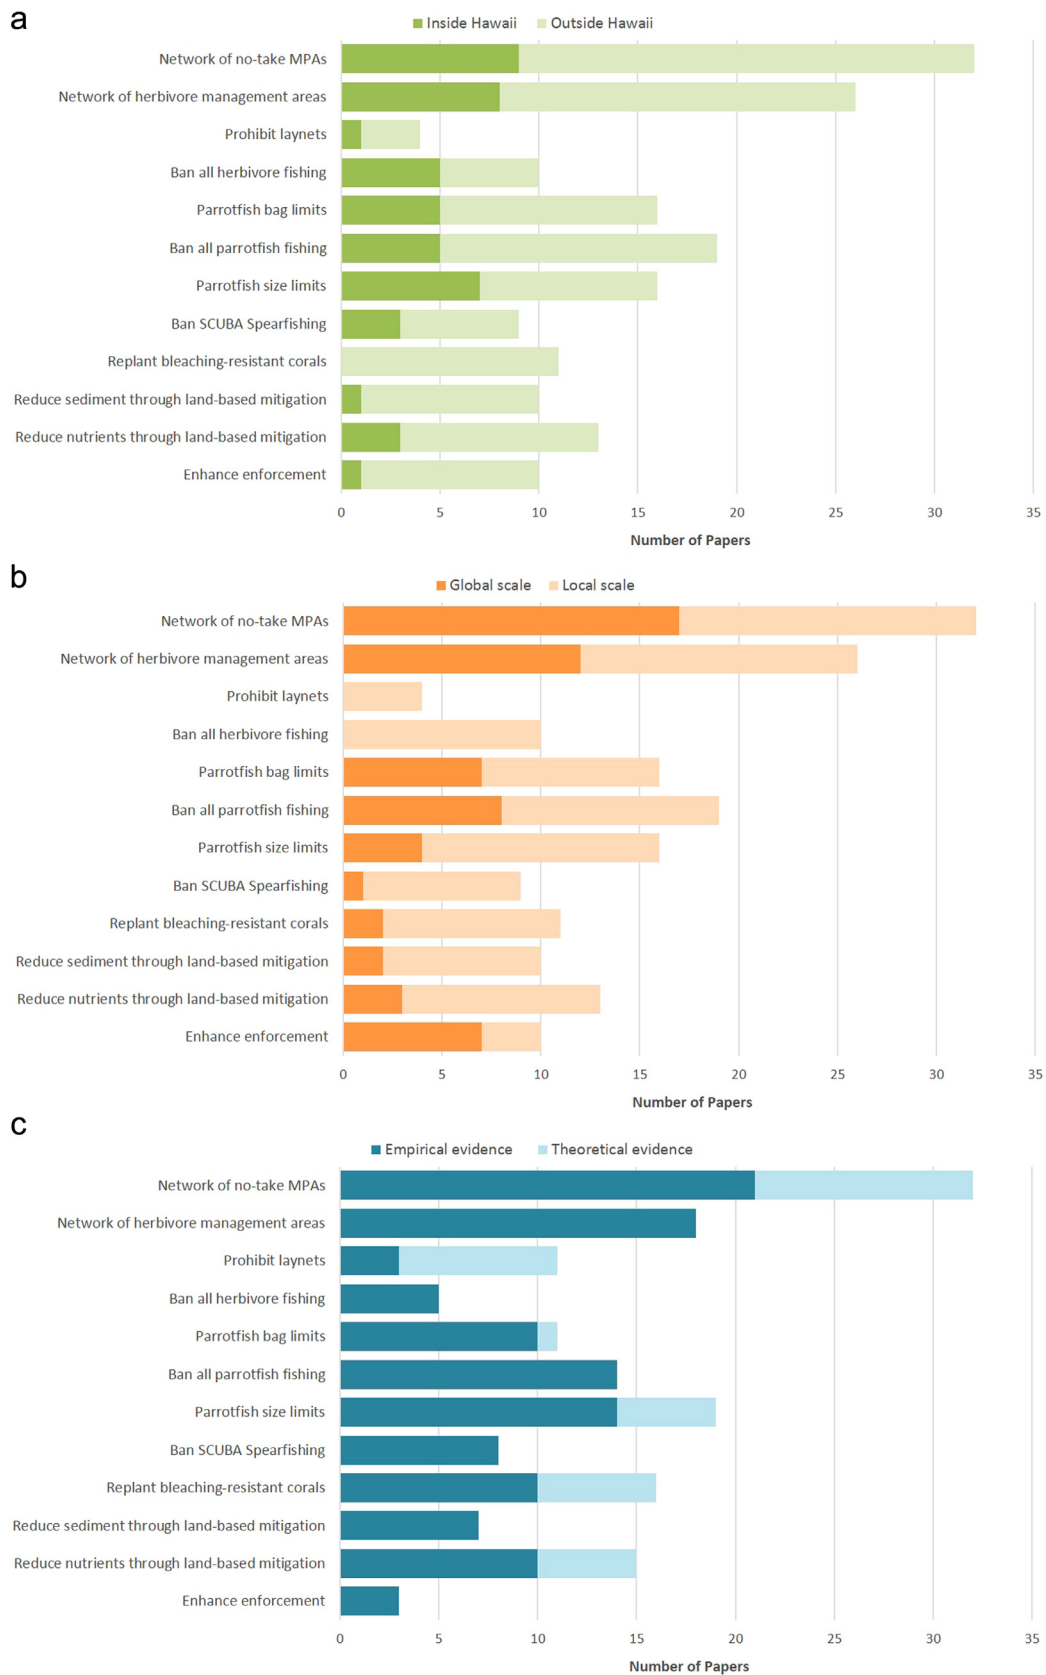 a
Inside Hawaii Outside Hawaii
Network of no-take MPAs
Network of herbivore management areas
Prohibit laynets
Ban all herbivore fishing
Parrotfish bag limits
Ban all parrotfish fishing
Parrotfish size limits
Ban SCUBA Spearfishing
Replant bleaching-resistant corals
Reduce sediment through land-based mitigation
Reduce nutrients through land-based mitigation
Enhance enforcement
0 5 10 15 20 25 30 35
Number of Papers
b
Global scale Local scale
Network of no-take MPAs
Network of herbivore management areas
Prohibit laynets
Ban all herbivore fishing
Parrotfish bag limits
Ban all parrotfish fishing
Parrotfish size limits
Ban SCUBA Spearfishing
Replant bleaching-resistant corals
Reduce sediment through land-based mitigation
Reduce nutrients through land-based mitigation
Enhance enforcement
0 5 10 15 20 25 30 35
Number of Papers
c
Empirical evidence Theoretical evidence
Network of no-take MPAs
Network of herbivore management areas
Prohibit laynets
Ban all herbivore fishing
Parrotfish bag limits
Ban all parrotfish fishing
Parrotfish size limits
Ban SCUBA Spearfishing
Replant bleaching-resistant corals
Reduce sediment through land-based mitigation
Reduce nutrients through land-based mitigation
Enhance enforcement
0 5 10 15 20 25 30 35
Number of Papers